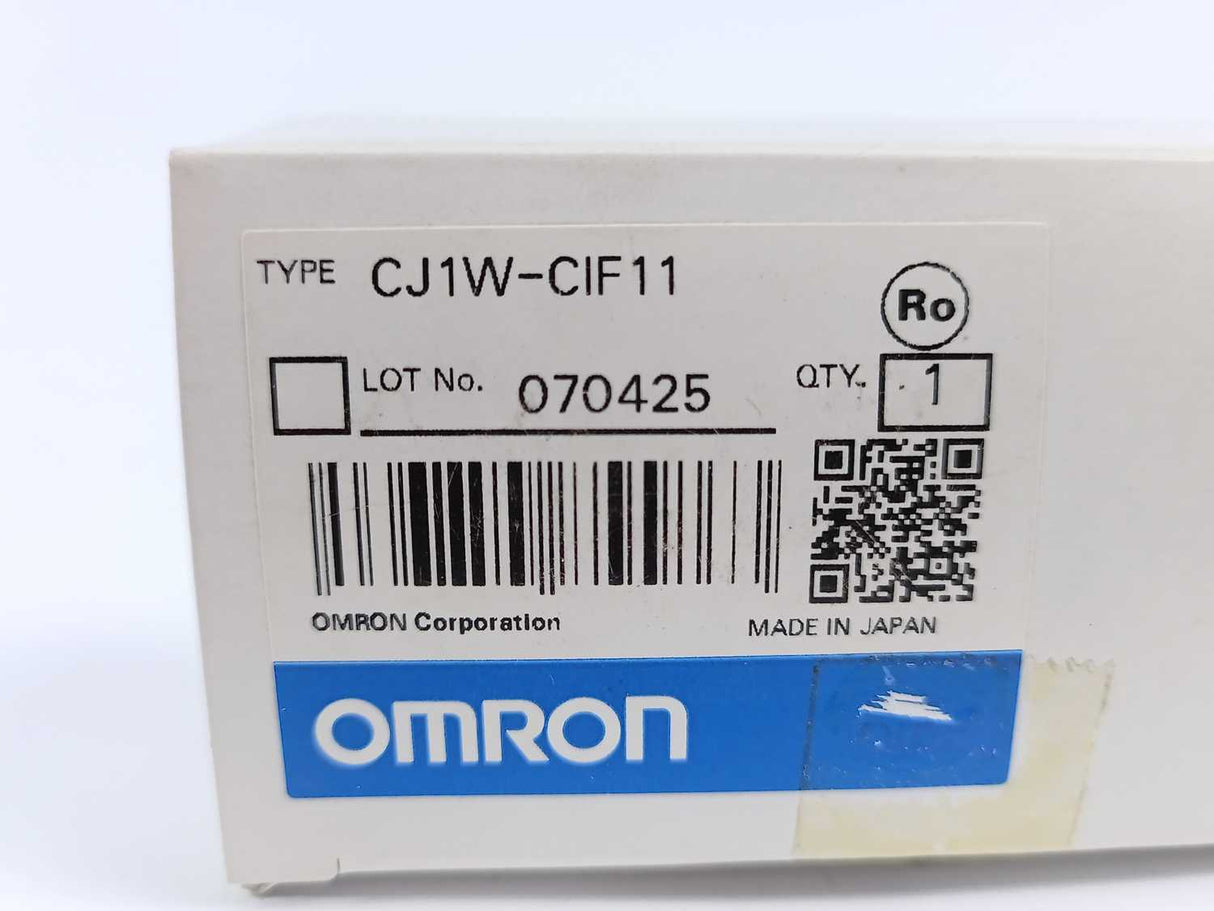 TYPE CJ1W-CIF11
Ro
LOT No. 070425 QTY. 1
OMRON Corporation MADE IN JAPAN
OMRON